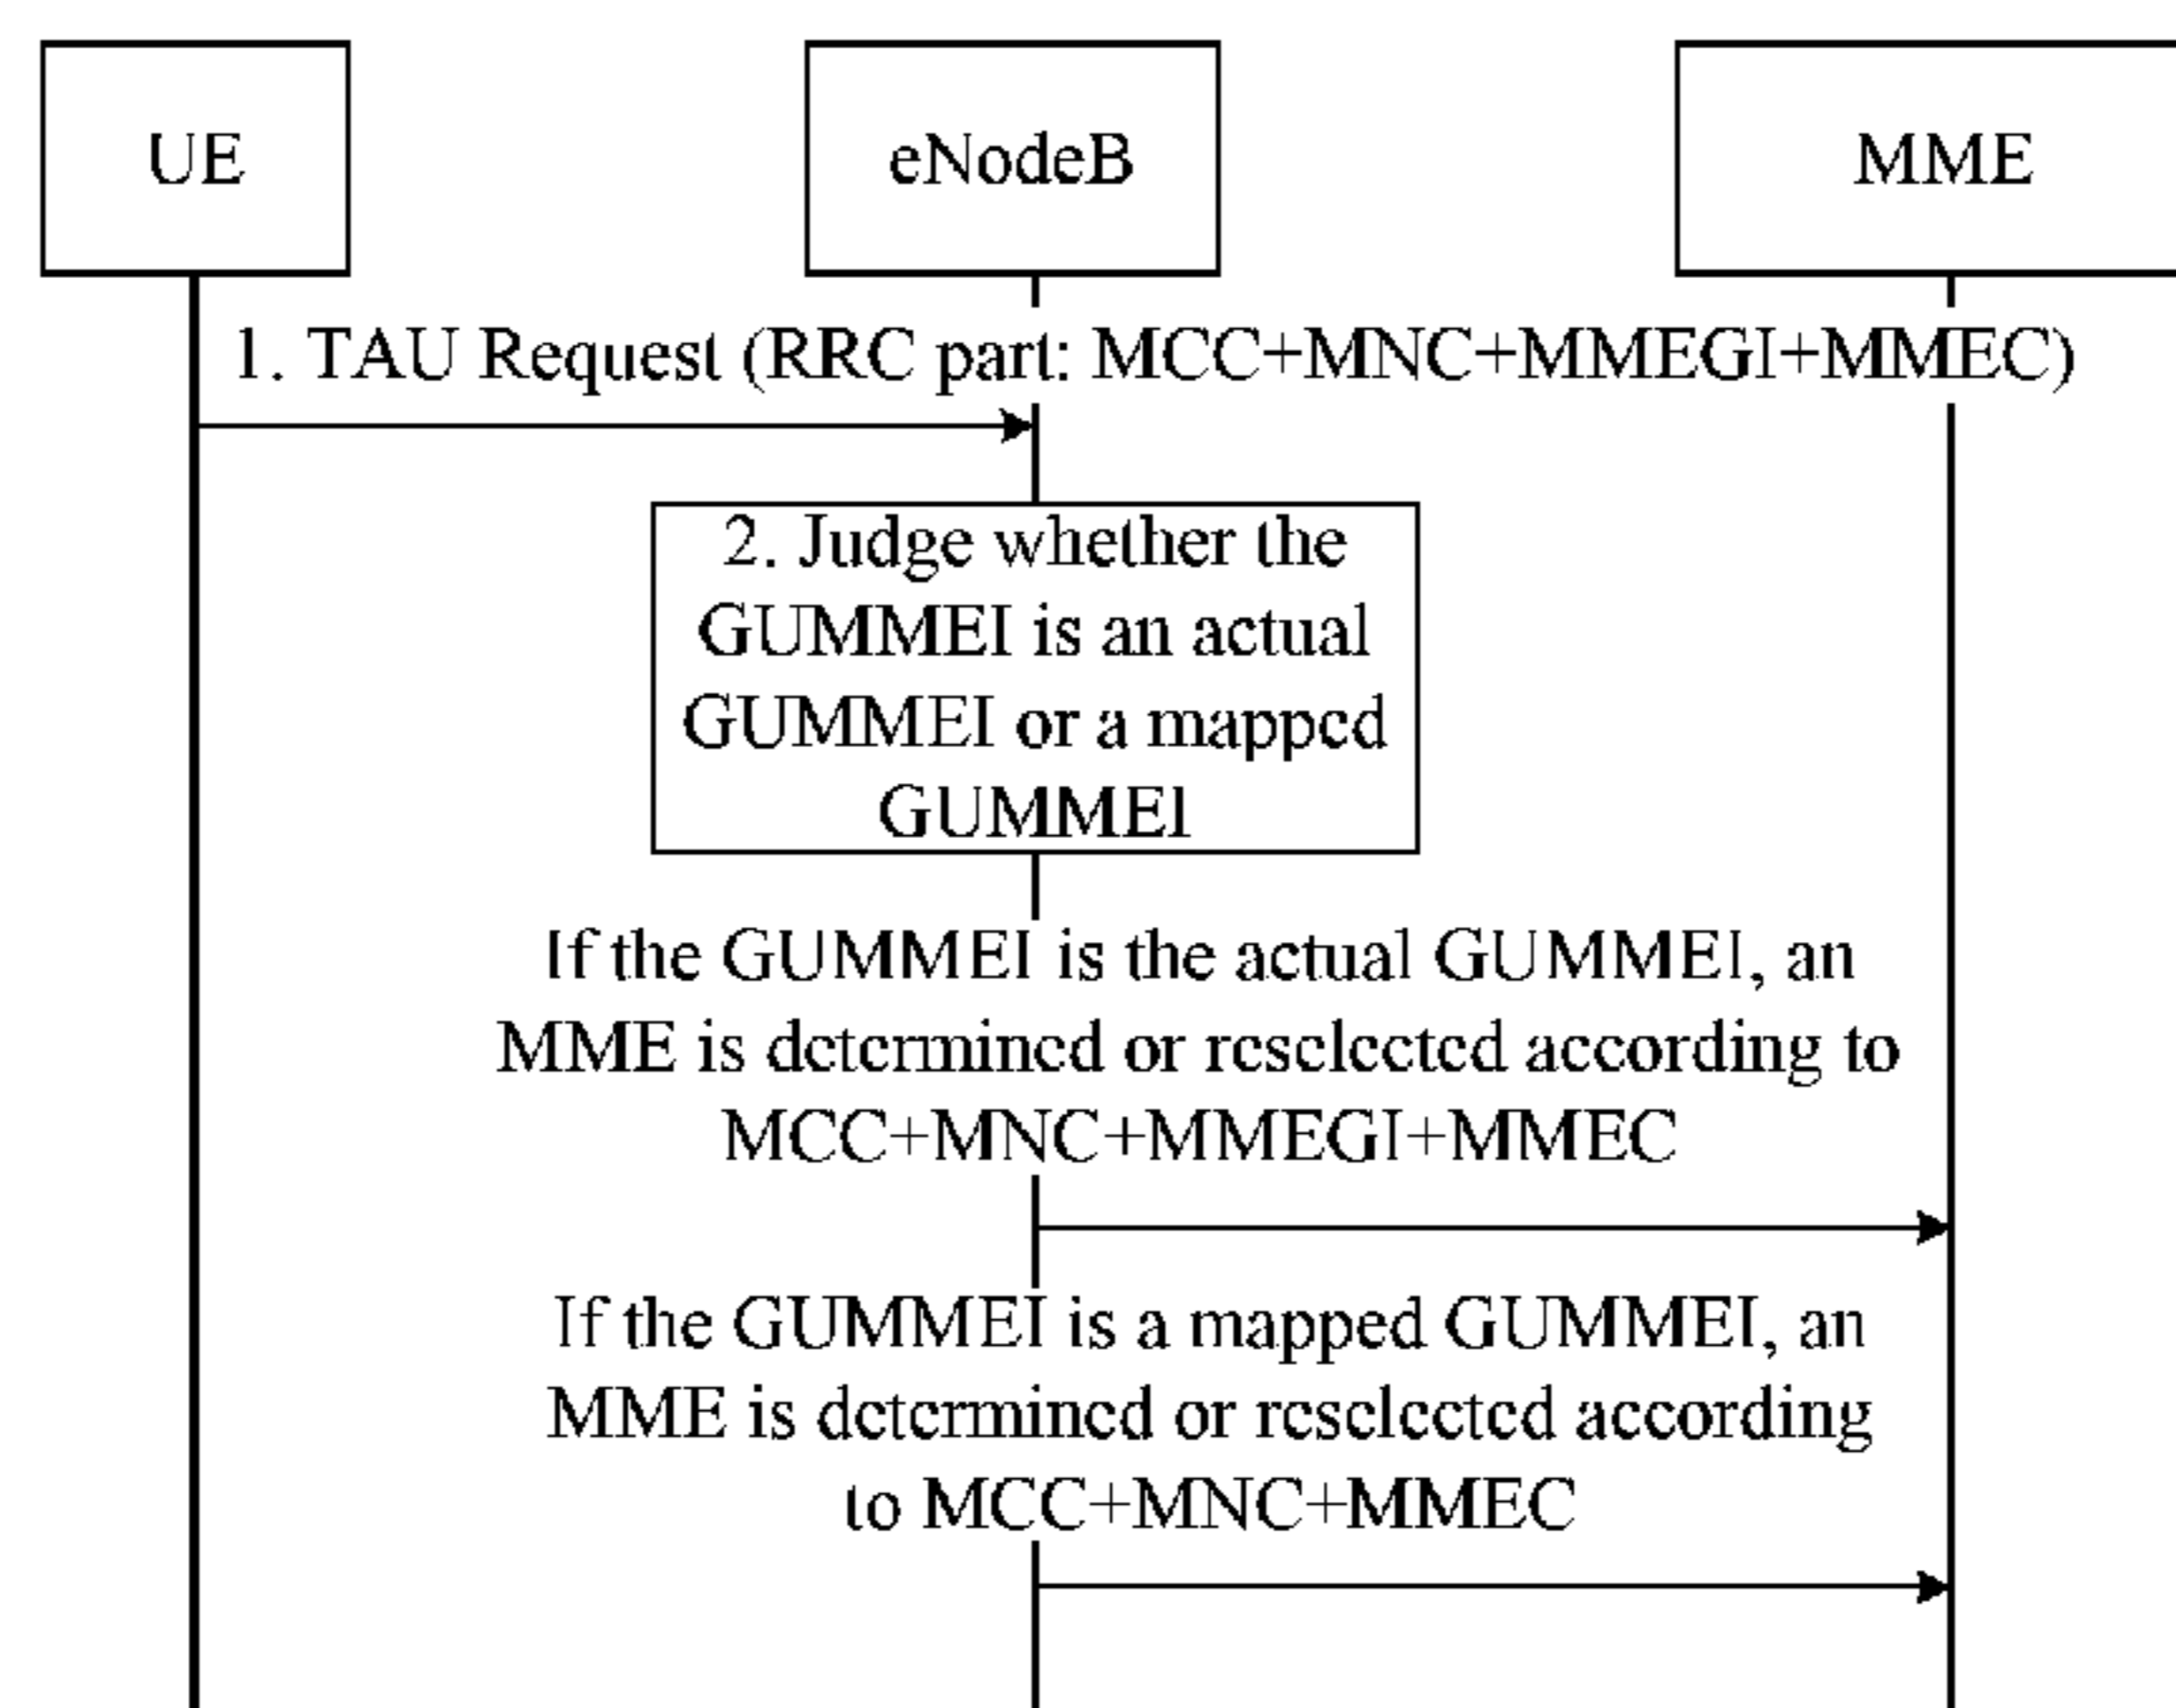 UE
eNodeB
MME
1. TAU Request (RRC part: MCC+MNC+MMEGI+MMEC)
2. Judge whether the
GUMMEI is an actual
GUMMEI or a mapped
GUMMEI
If the GUMMEI is the actual GUMMEI, an
MME is determined or reselected according to
MCC+MNC+MMEGI+MMEC
If the GUMMEI is a mapped GUMMEI, an
MME is determined or reselected according
to MCC+MNC+MMEC